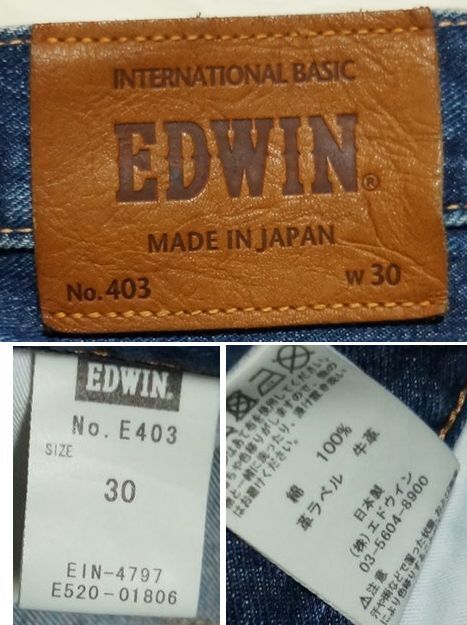 INTERNATIONAL BASIC
EDWIN®
MADE IN JAPAN
No. 403 W 30
EDWIN.
No. E403
SIZE
30
EIN-4797
E520-01806
綿 100%
革ラベル 牛革
日本製
(株)エドウイン
03-5604-8900
⚠注意